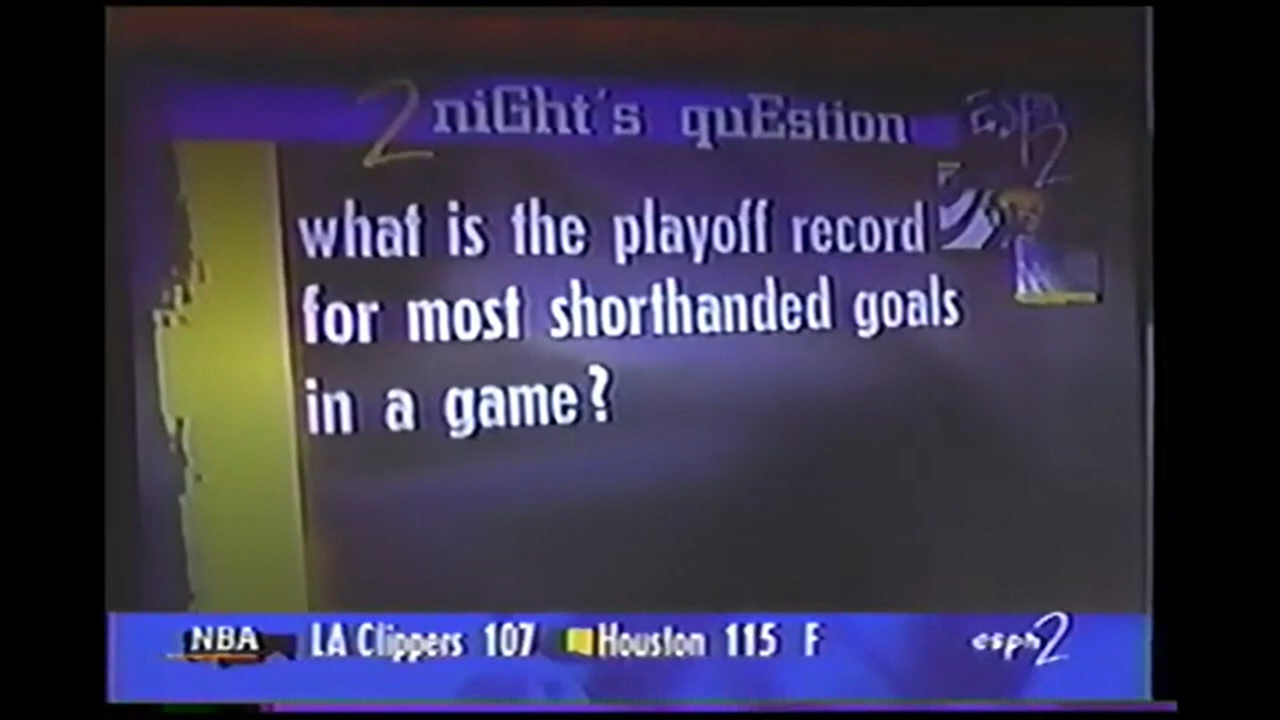 2niGht's quEstion
espn2
what is the playoff record
for most shorthanded goals
in a game?
NBA LA Clippers 107 Houston 115 F espn2